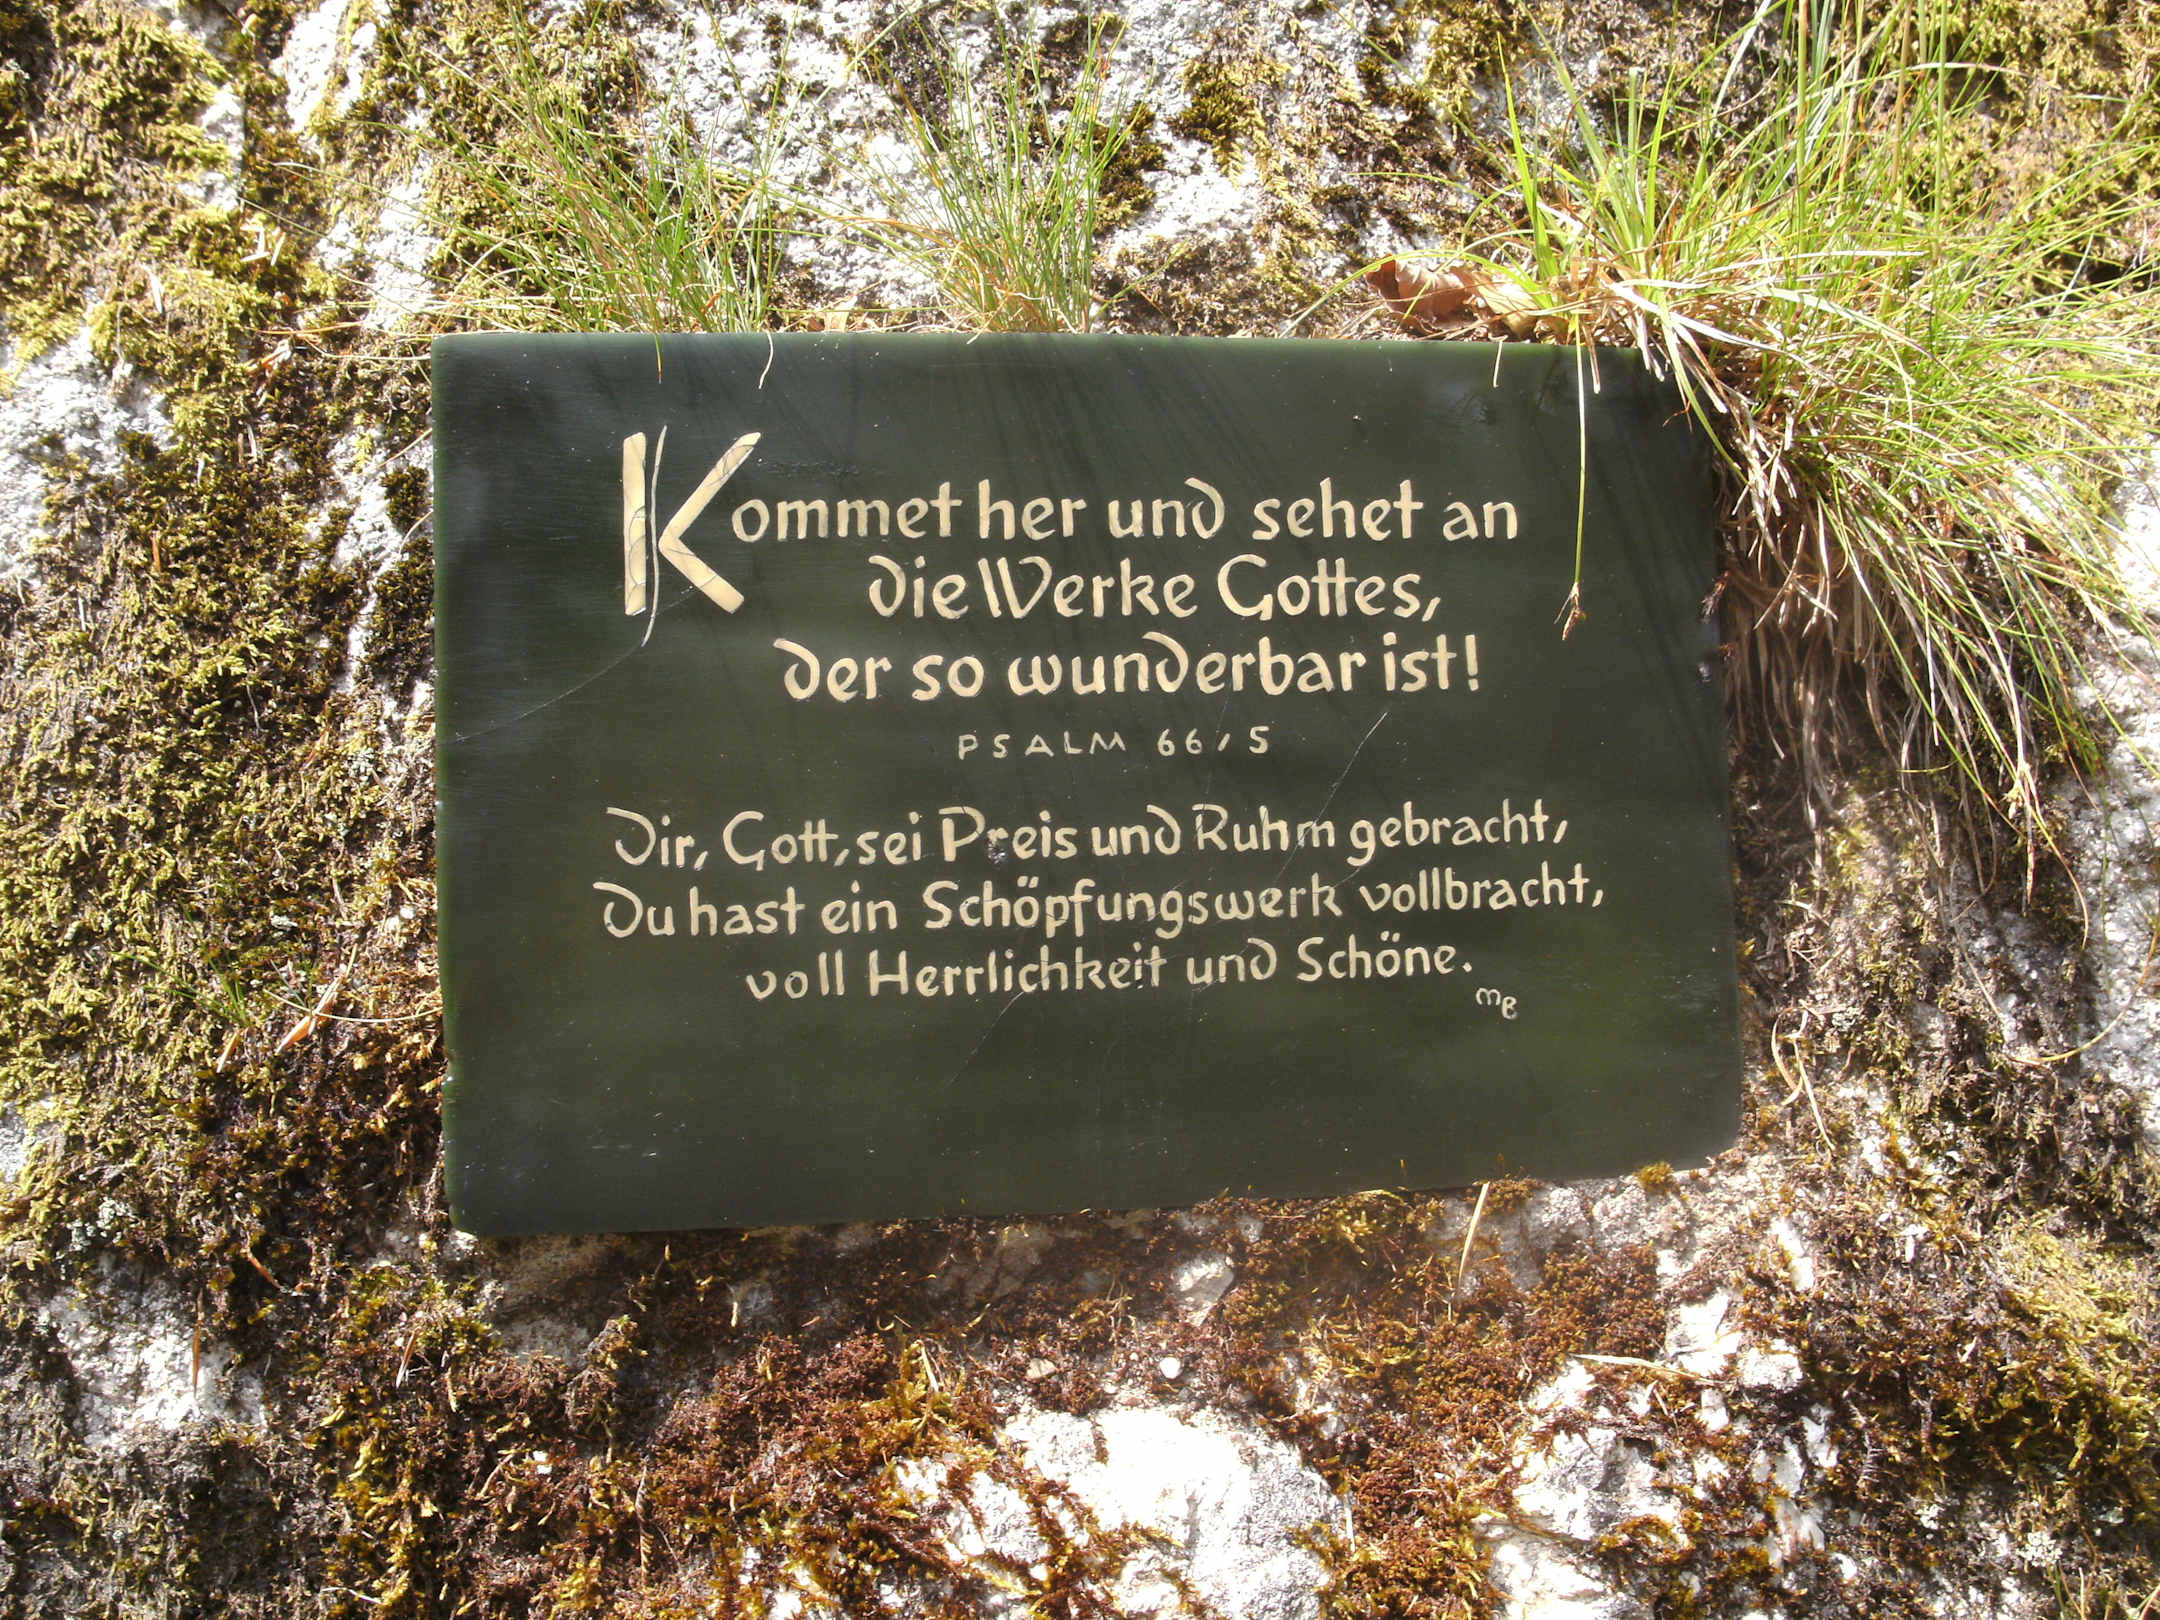 Kommet her und sehet an
die Werke Gottes,
der so wunderbar ist!
PSALM 66,5
Dir, Gott, sei Preis und Ruhm gebracht,
Du hast ein Schöpfungswerk vollbracht,
voll Herrlichkeit und Schöne.
MB